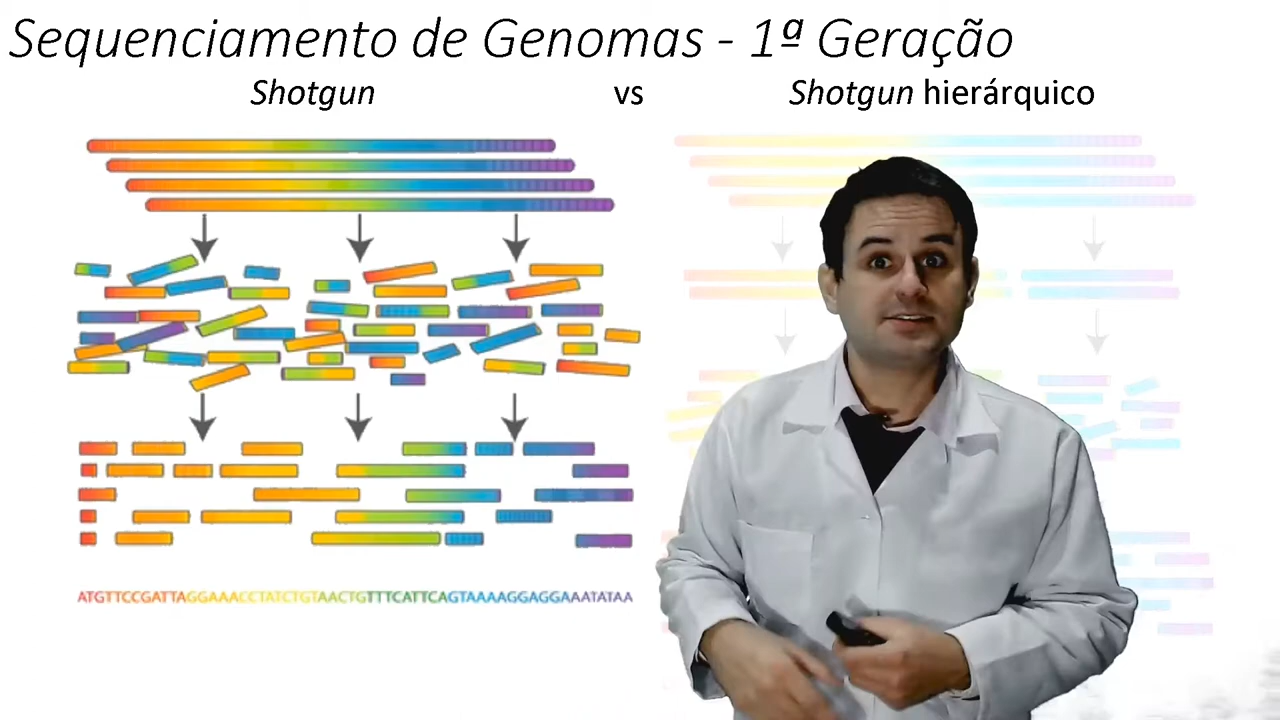 Sequenciamento de Genomas - 1ª Geração
Shotgun vs Shotgun hierárquico
ATGTTCCGATTAGGAAACCTATCTGTAACTGTTTCATTCAGTAAAAGGAGGAAATATAA